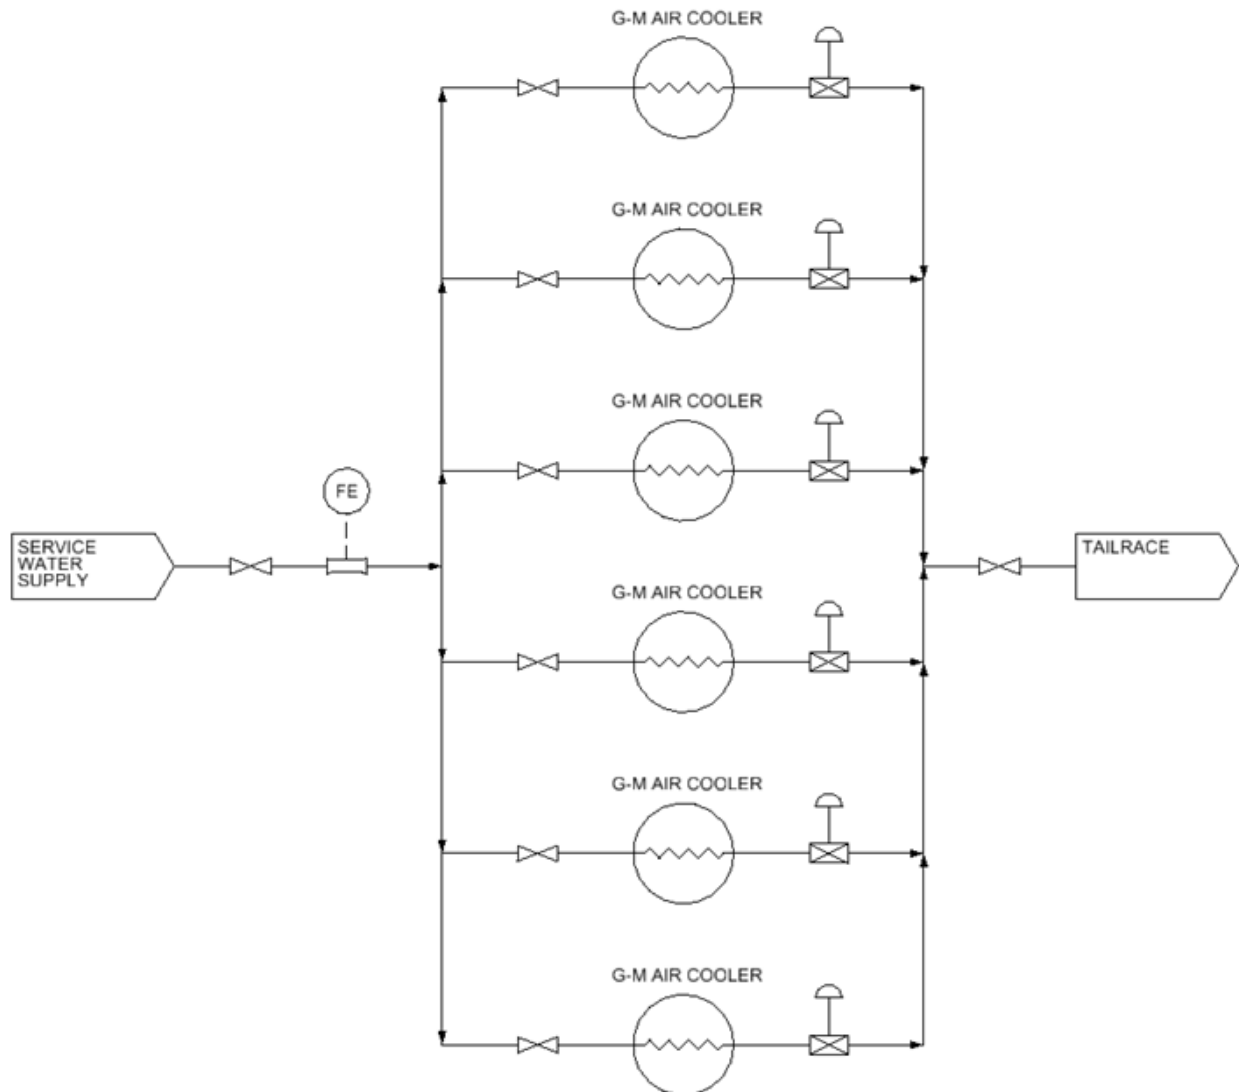 G-M AIR COOLER
G-M AIR COOLER
G-M AIR COOLER
FE
SERVICE
WATER
SUPPLY
TAILRACE
G-M AIR COOLER
G-M AIR COOLER
G-M AIR COOLER